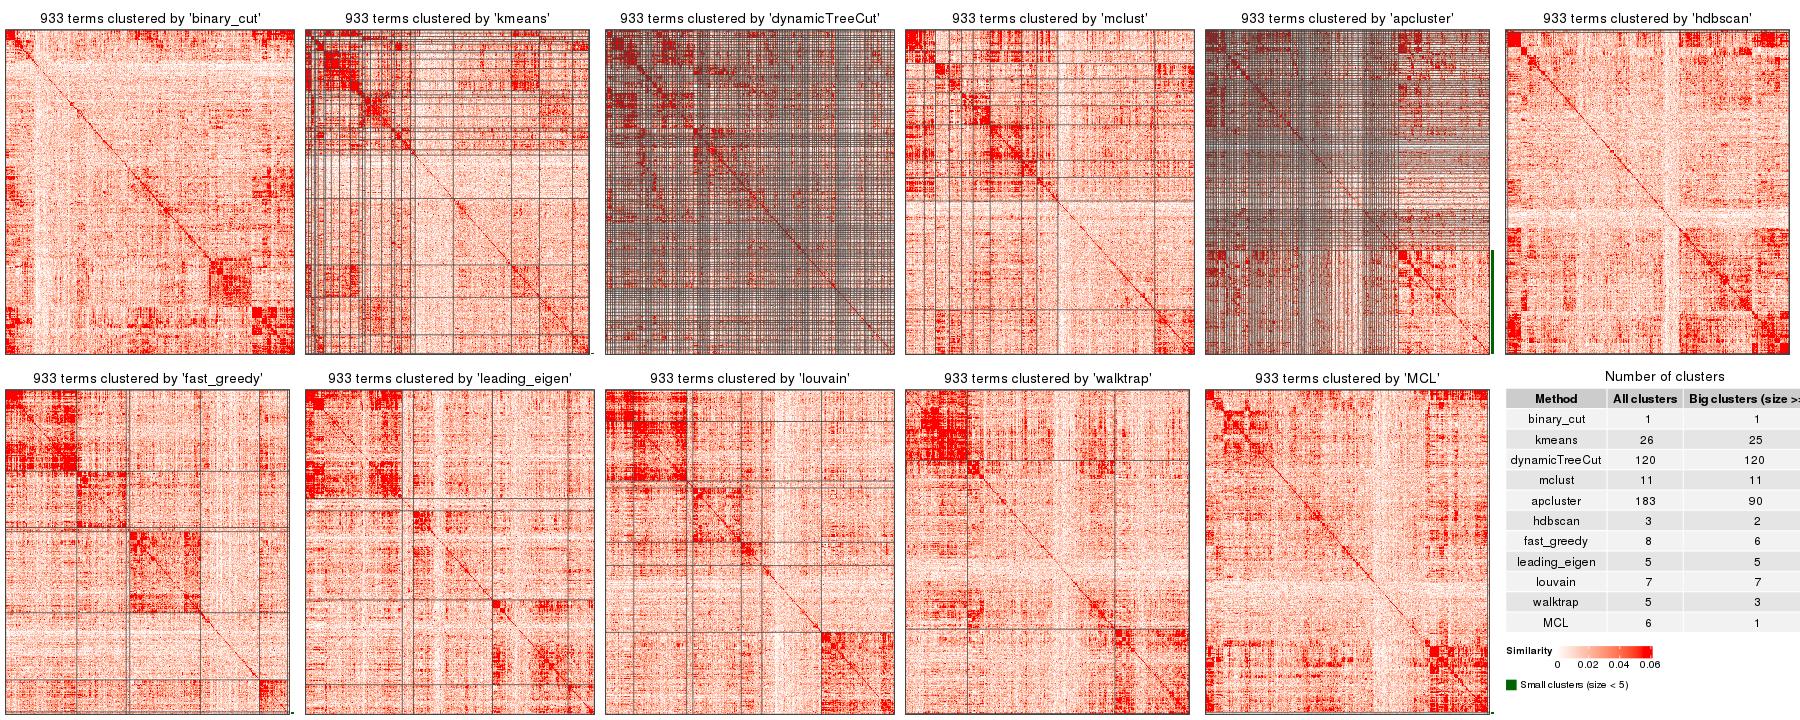 933 terms clustered by 'binary_cut'
933 terms clustered by 'kmeans'
933 terms clustered by 'dynamicTreeCut'
933 terms clustered by 'mclust'
933 terms clustered by 'apcluster'
933 terms clustered by 'hdbscan'
933 terms clustered by 'fast_greedy'
933 terms clustered by 'leading_eigen'
933 terms clustered by 'louvain'
933 terms clustered by 'walktrap'
933 terms clustered by 'MCL'
Number of clusters
Method All clusters Big clusters (size >
binary_cut 1 1
kmeans 26 25
dynamicTreeCut 120 120
mclust 11 11
apcluster 183 90
hdbscan 3 2
fast_greedy 8 6
leading_eigen 5 5
louvain 7 7
walktrap 5 3
MCL 6 1
Similarity
0 0.02 0.04 0.06
Small clusters (size < 5)